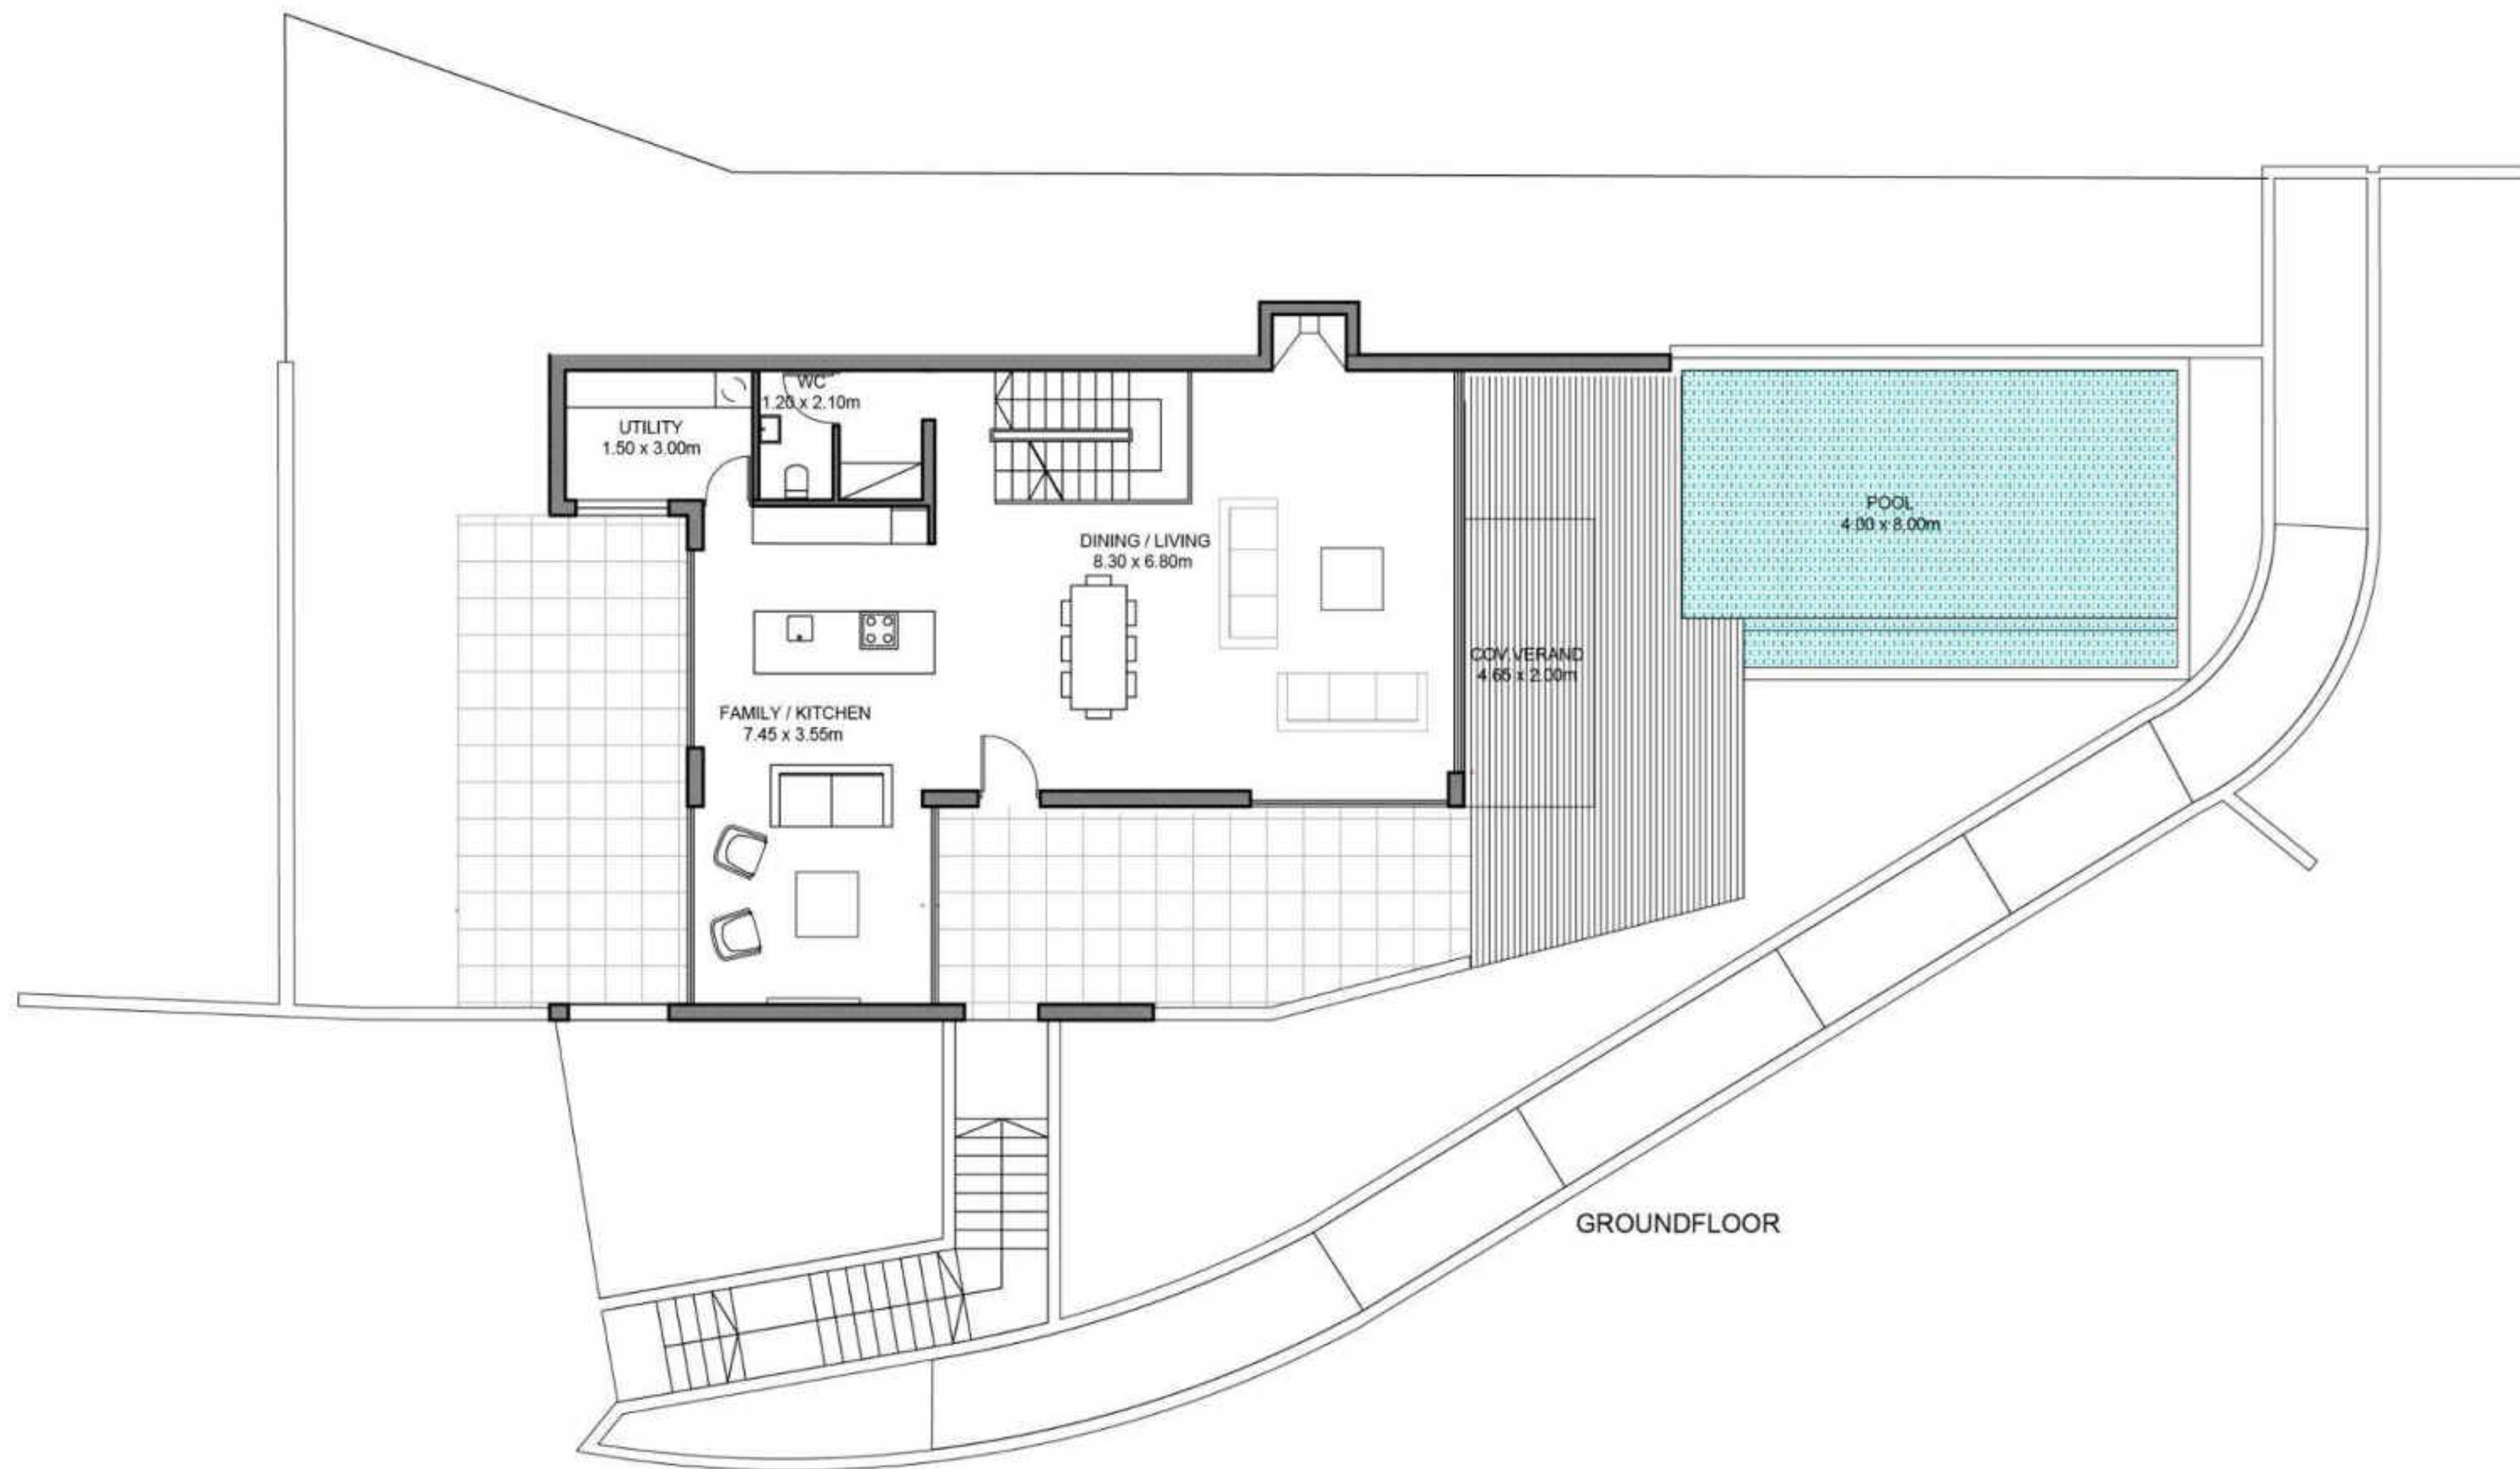 WC
1.20 x 2.10m
UTILITY
1.50 x 3.00m
POOL
4.00 x 8.00m
DINING / LIVING
8.30 x 6.80m
COV.VERAND
4.65 x 2.00m
FAMILY / KITCHEN
7.45 x 3.55m
GROUNDFLOOR